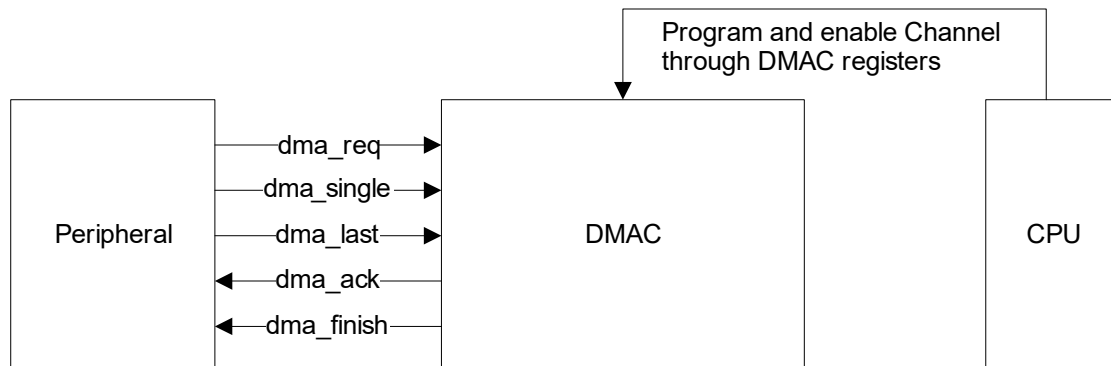 Program and enable Channel
through DMAC registers
dma_req
dma_single
Peripheral
dma_last
DMAC
CPU
dma_ack
dma_finish